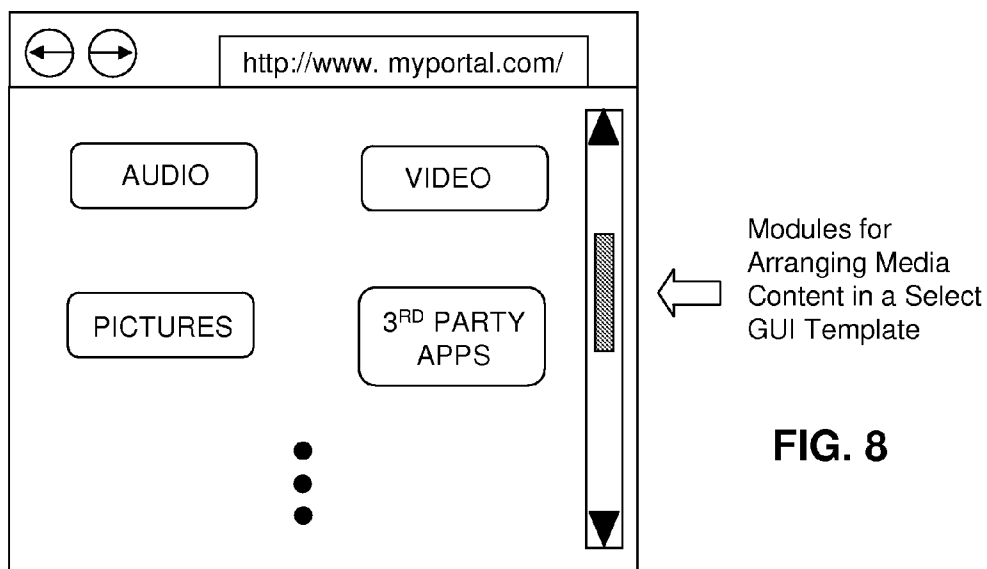 http://www. myportal.com/
AUDIO
VIDEO
PICTURES
3RD PARTY
APPS
Modules for
Arranging Media
Content in a Select
GUI Template
FIG. 8